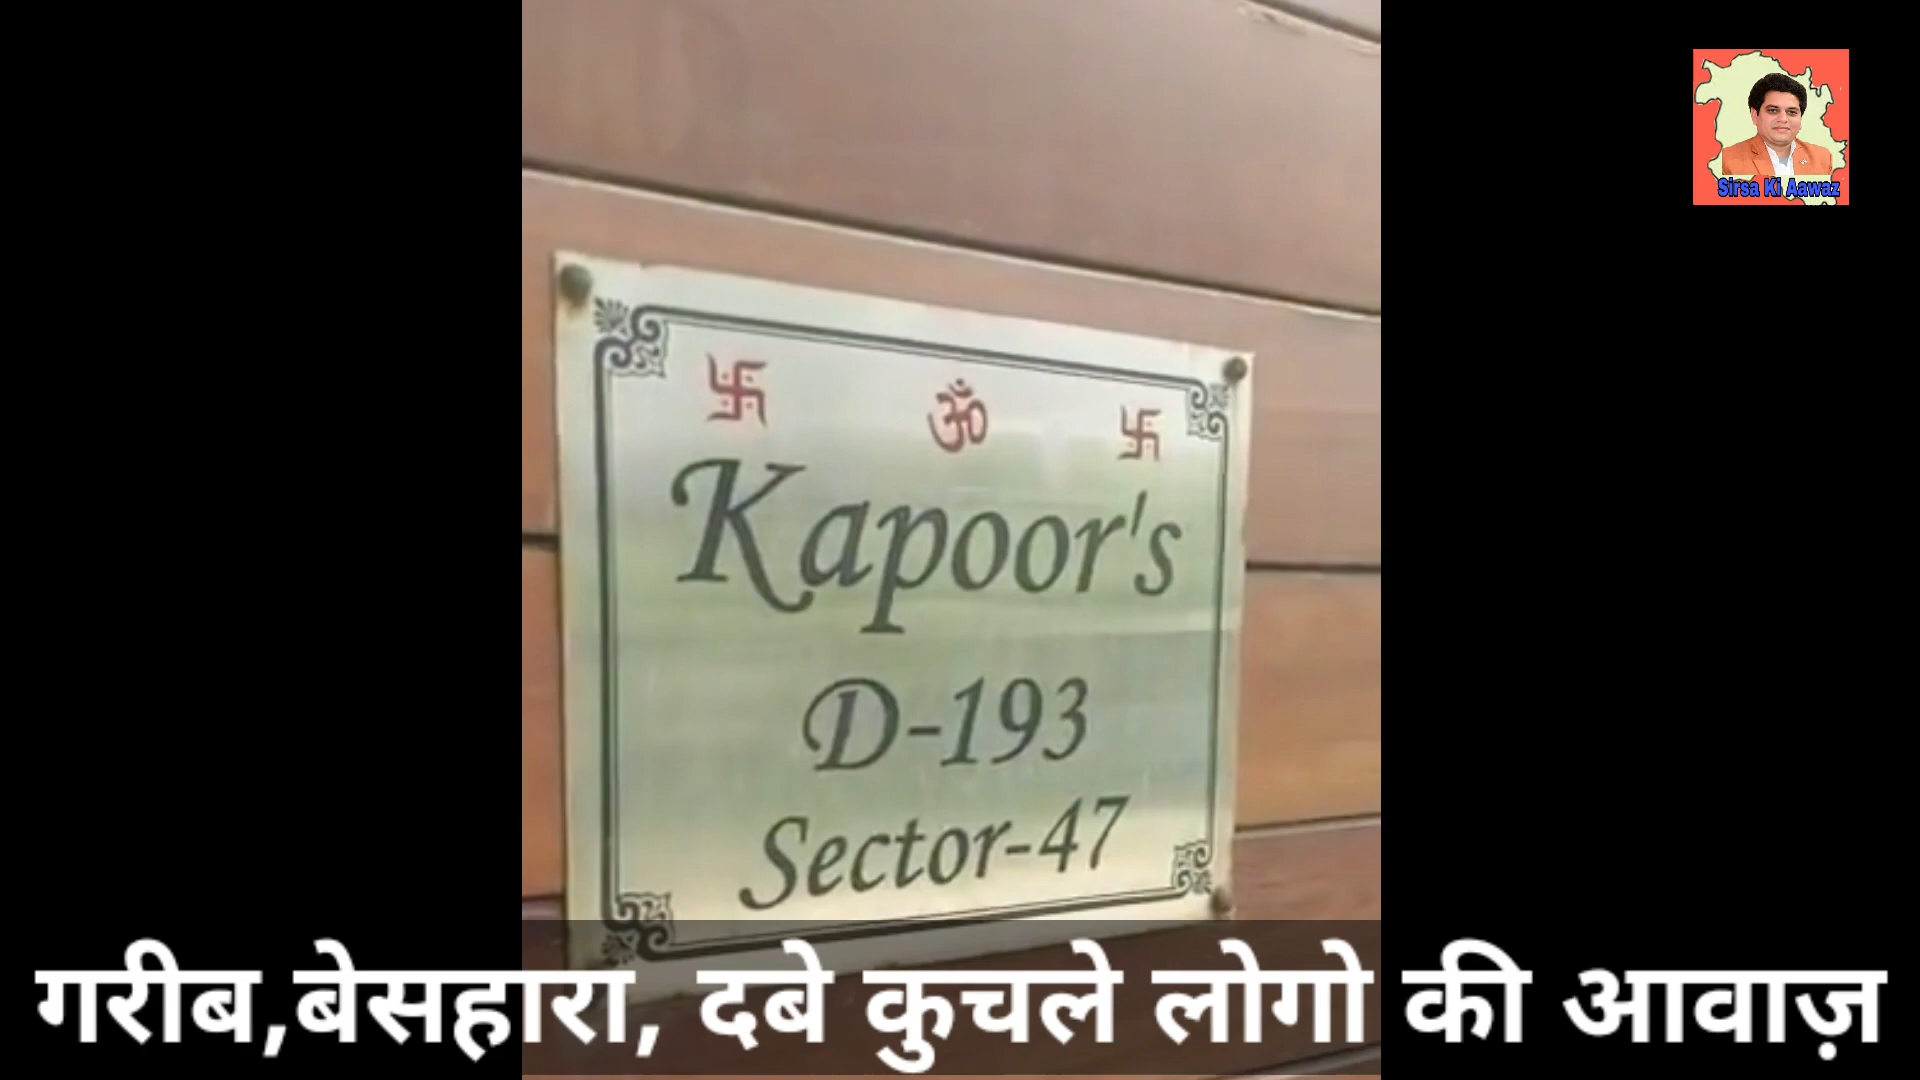 Sirsa Ki Aawaz
ॐ
Kapoor's
D-193
Sector-47
गरीब,बेसहारा, दबे कुचले लोगो की आवाज़